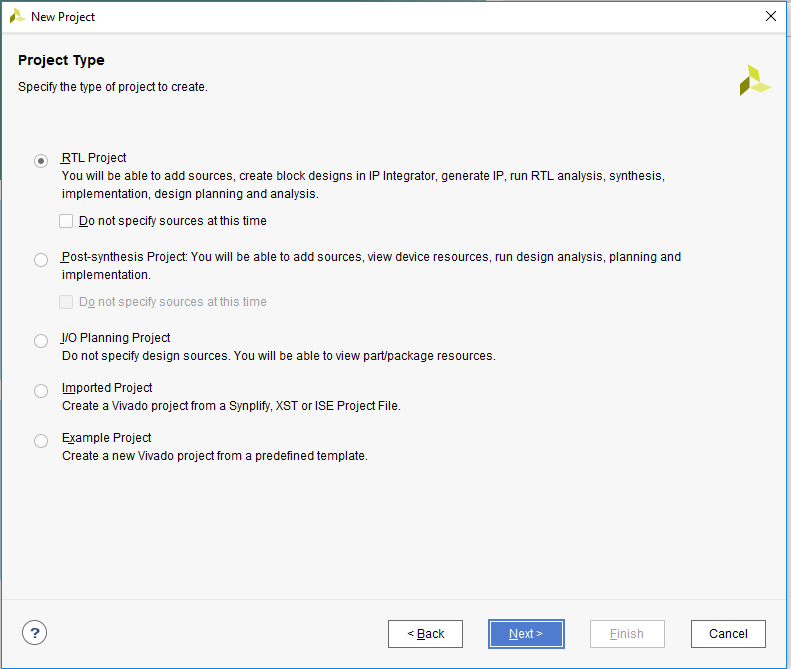 New Project
Project Type
Specify the type of project to create.
RTL Project
You will be able to add sources, create block designs in IP Integrator, generate IP, run RTL analysis, synthesis,
implementation, design planning and analysis.
Do not specify sources at this time
Post-synthesis Project: You will be able to add sources, view device resources, run design analysis, planning and
implementation.
Do not specify sources at this time
I/O Planning Project
Do not specify design sources. You will be able to view part/package resources.
Imported Project
Create a Vivado project from a Synplify, XST or ISE Project File.
Example Project
Create a new Vivado project from a predefined template.
? < Back Next > Finish Cancel